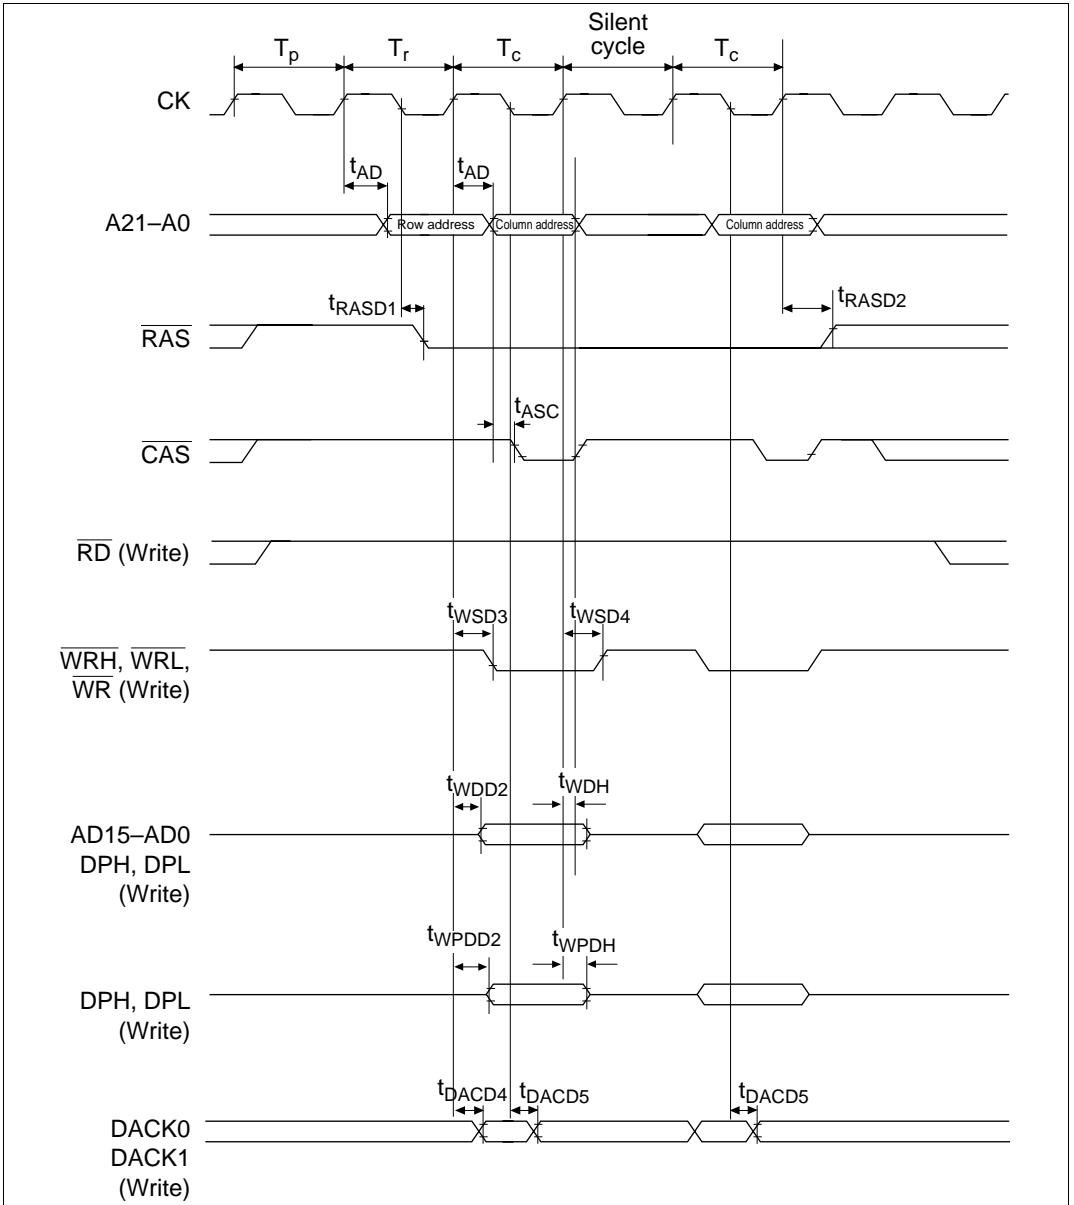 Silent
cycle
Tp Tr Tc Tc
CK
tAD tAD
A21–A0 Row address Column address Column address
tRASD1 tRASD2
RAS
tASC
CAS
RD (Write)
tWSD3 tWSD4
WRH, WRL,
WR (Write)
tWDD2 tWDH
AD15–AD0
DPH, DPL
(Write)
tWPDD2 tWPDH
DPH, DPL
(Write)
tDACD4 tDACD5 tDACD5
DACK0
DACK1
(Write)